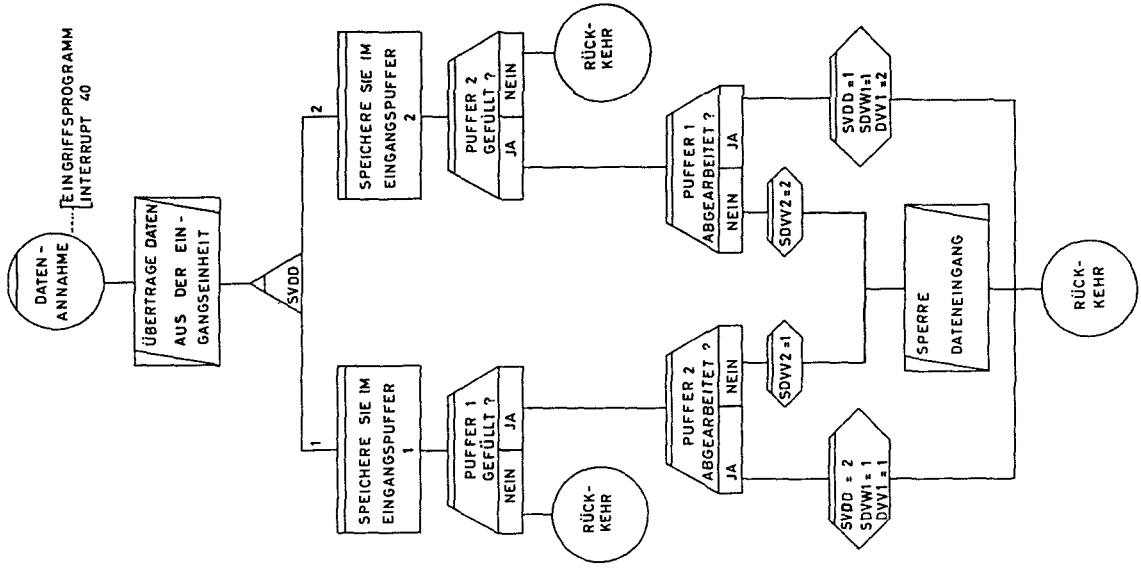 DATEN-
ANNAHME
EINGRIFFSPROGRAMM
INTERRUPT 40
ÜBERTRAGE DATEN
AUS DER EIN-
GANGSEINHEIT
SVDD
1
2
SPEICHERE SIE IM
EINGANGSPUFFER
1
SPEICHERE SIE IM
EINGANGSPUFFER
2
PUFFER 1
GEFÜLLT ?
NEIN
JA
PUFFER 2
GEFÜLLT ?
JA
NEIN
RÜCK-
KEHR
RÜCK-
KEHR
PUFFER 2
ABGEARBEITET ?
JA
NEIN
PUFFER 1
ABGEARBEITET ?
NEIN
JA
SDVV2=1
SDVV2=2
SVDD = 2
SDVW1 = 1
DVV1 = 1
SVDD=1
SDVW1=1
DVV1=2
SPERRE
DATENEINGANG
RÜCK-
KEHR